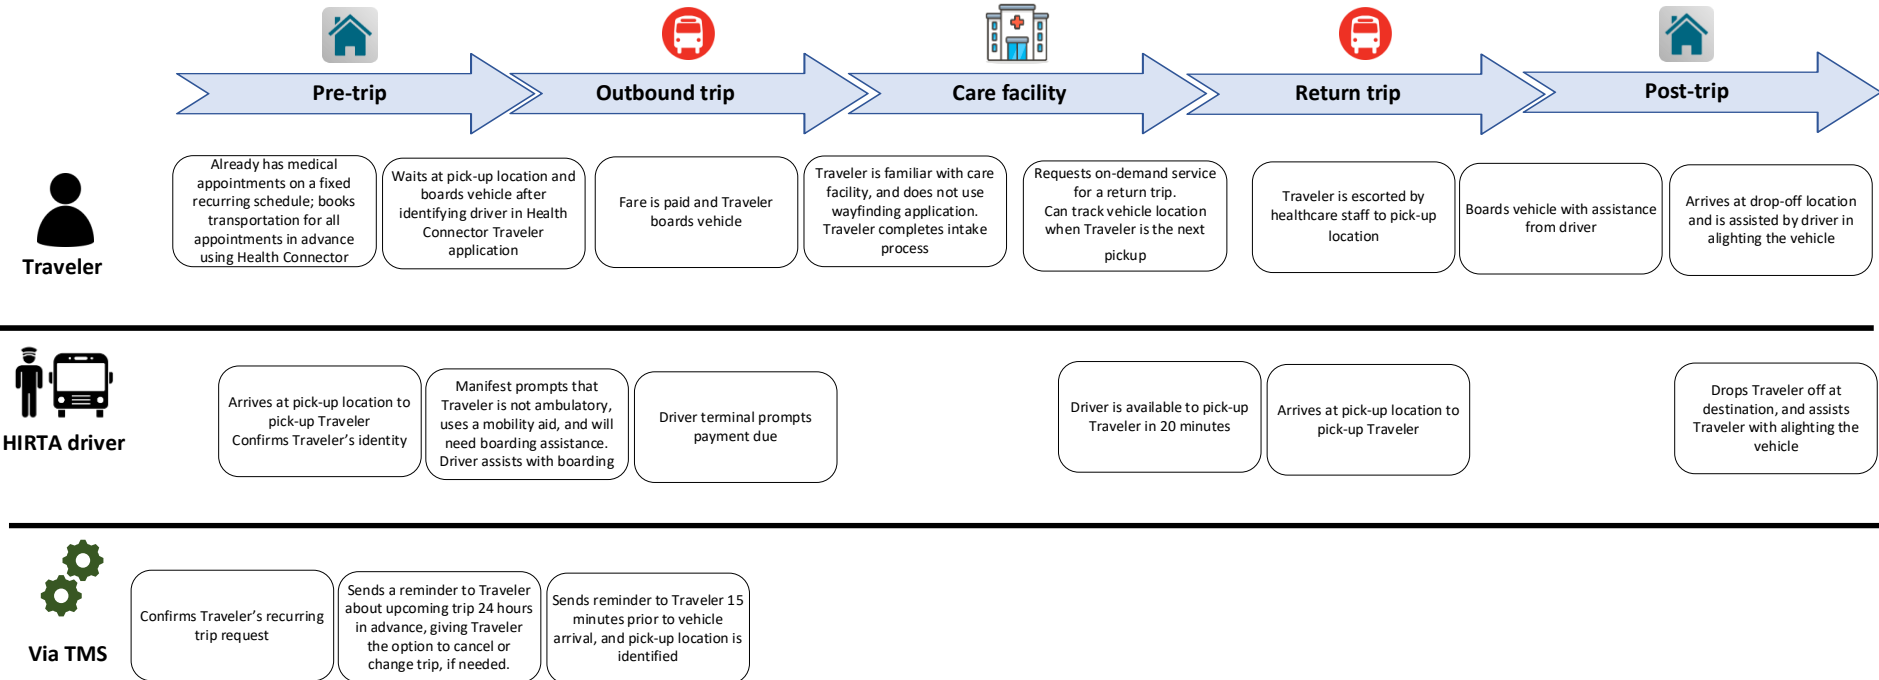 Pre-trip
Outbound trip
Care facility
Return trip
Post-trip
Traveler
Already has medical
appointments on a fixed
recurring schedule; books
transportation for all
appointments in advance
using Health Connector
Waits at pick-up location and
boards vehicle after
identifying driver in Health
Connector Traveler
application
Fare is paid and Traveler
boards vehicle
Traveler is familiar with care
facility, and does not use
wayfinding application.
Traveler completes intake
process
Requests on-demand service
for a return trip.
Can track vehicle location
when Traveler is the next
pickup
Traveler is escorted by
healthcare staff to pick-up
location
Boards vehicle with assistance
from driver
Arrives at drop-off location
and is assisted by driver in
alighting the vehicle
HIRTA driver
Arrives at pick-up location to
pick-up Traveler
Confirms Traveler’s identity
Manifest prompts that
Traveler is not ambulatory,
uses a mobility aid, and will
need boarding assistance.
Driver assists with boarding
Driver terminal prompts
payment due
Driver is available to pick-up
Traveler in 20 minutes
Arrives at pick-up location to
pick-up Traveler
Drops Traveler off at
destination, and assists
Traveler with alighting the
vehicle
Via TMS
Confirms Traveler’s recurring
trip request
Sends a reminder to Traveler
about upcoming trip 24 hours
in advance, giving Traveler
the option to cancel or
change trip, if needed.
Sends reminder to Traveler 15
minutes prior to vehicle
arrival, and pick-up location is
identified